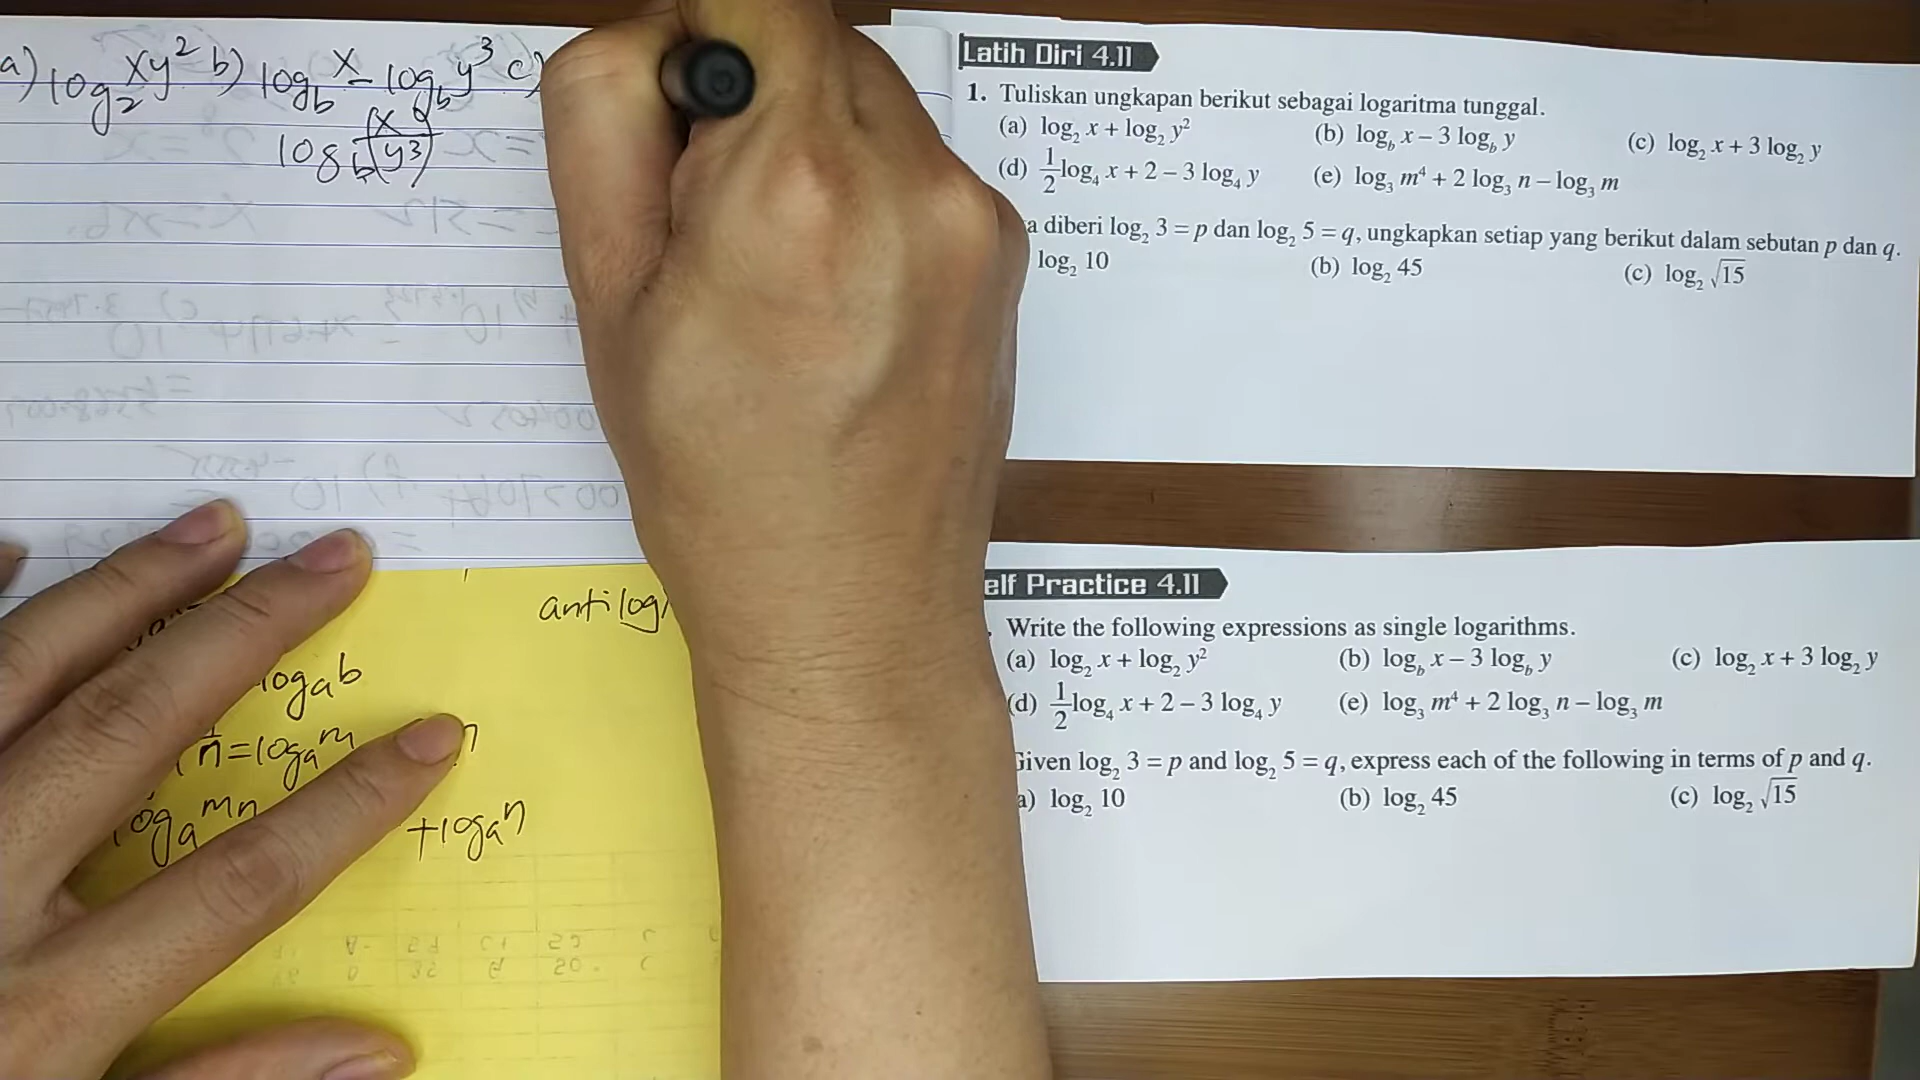 a) log₂ xy² b) log_b x – log_b y³ c)
log_b (x/y³)
antilog
log_a b
n = log_a m
log_a mn + log_a n
Latih Diri 4.11
1. Tuliskan ungkapan berikut sebagai logaritma tunggal.
(a) log₂ x + log₂ y² (b) log_b x – 3 log_b y (c) log₂ x + 3 log₂ y
(d) 1/2 log₄ x + 2 – 3 log₄ y (e) log₃ m⁴ + 2 log₃ n – log₃ m
a diberi log₂ 3 = p dan log₂ 5 = q, ungkapkan setiap yang berikut dalam sebutan p dan q.
log₂ 10 (b) log₂ 45 (c) log₂ √15
elf Practice 4.11
Write the following expressions as single logarithms.
(a) log₂ x + log₂ y² (b) log_b x – 3 log_b y (c) log₂ x + 3 log₂ y
(d) 1/2 log₄ x + 2 – 3 log₄ y (e) log₃ m⁴ + 2 log₃ n – log₃ m
Given log₂ 3 = p and log₂ 5 = q, express each of the following in terms of p and q.
a) log₂ 10 (b) log₂ 45 (c) log₂ √15